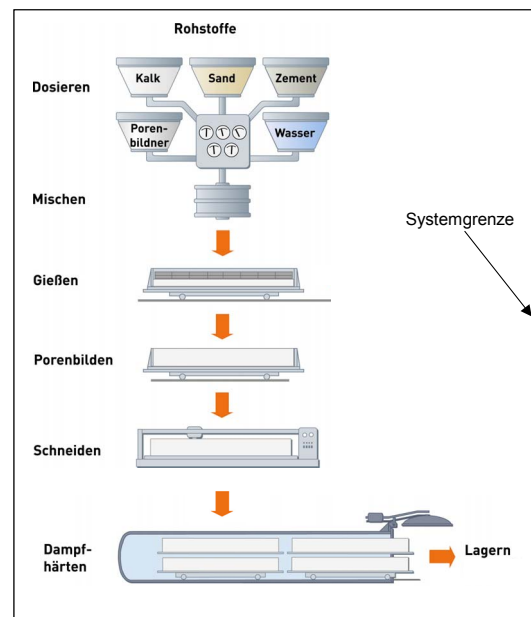 Rohstoffe
Dosieren
Kalk
Sand
Zement
Poren-
bildner
Wasser
Mischen
Systemgrenze
Gießen
Porenbilden
Schneiden
Dampf-
härten
Lagern